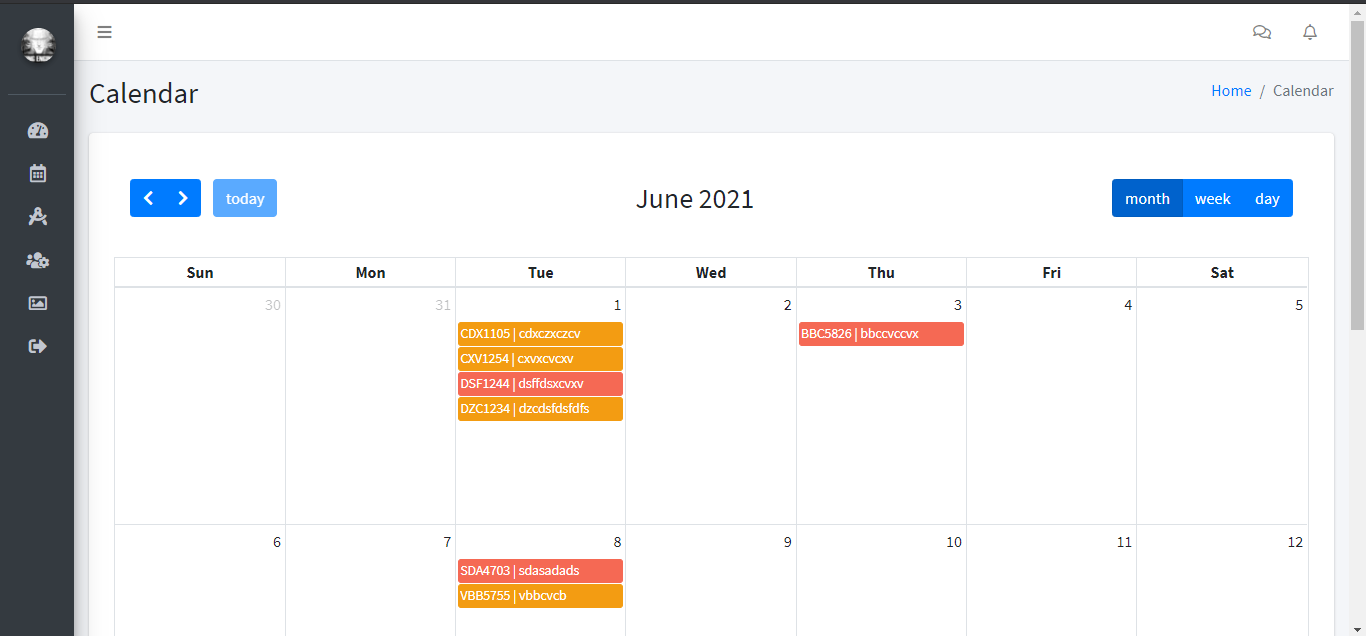 Calendar
Home / Calendar
today
June 2021
month week day
Sun Mon Tue Wed Thu Fri Sat
30 31 1 2 3 4 5
CDX1105 | cdxczxczcv
BBC5826 | bbccvccvx
CXV1254 | cxvxcvcxv
DSF1244 | dsffdsxcvxv
DZC1234 | dzcdsfdsfdfs
6 7 8 9 10 11 12
SDA4703 | sdasadads
VBB5755 | vbbcvcb